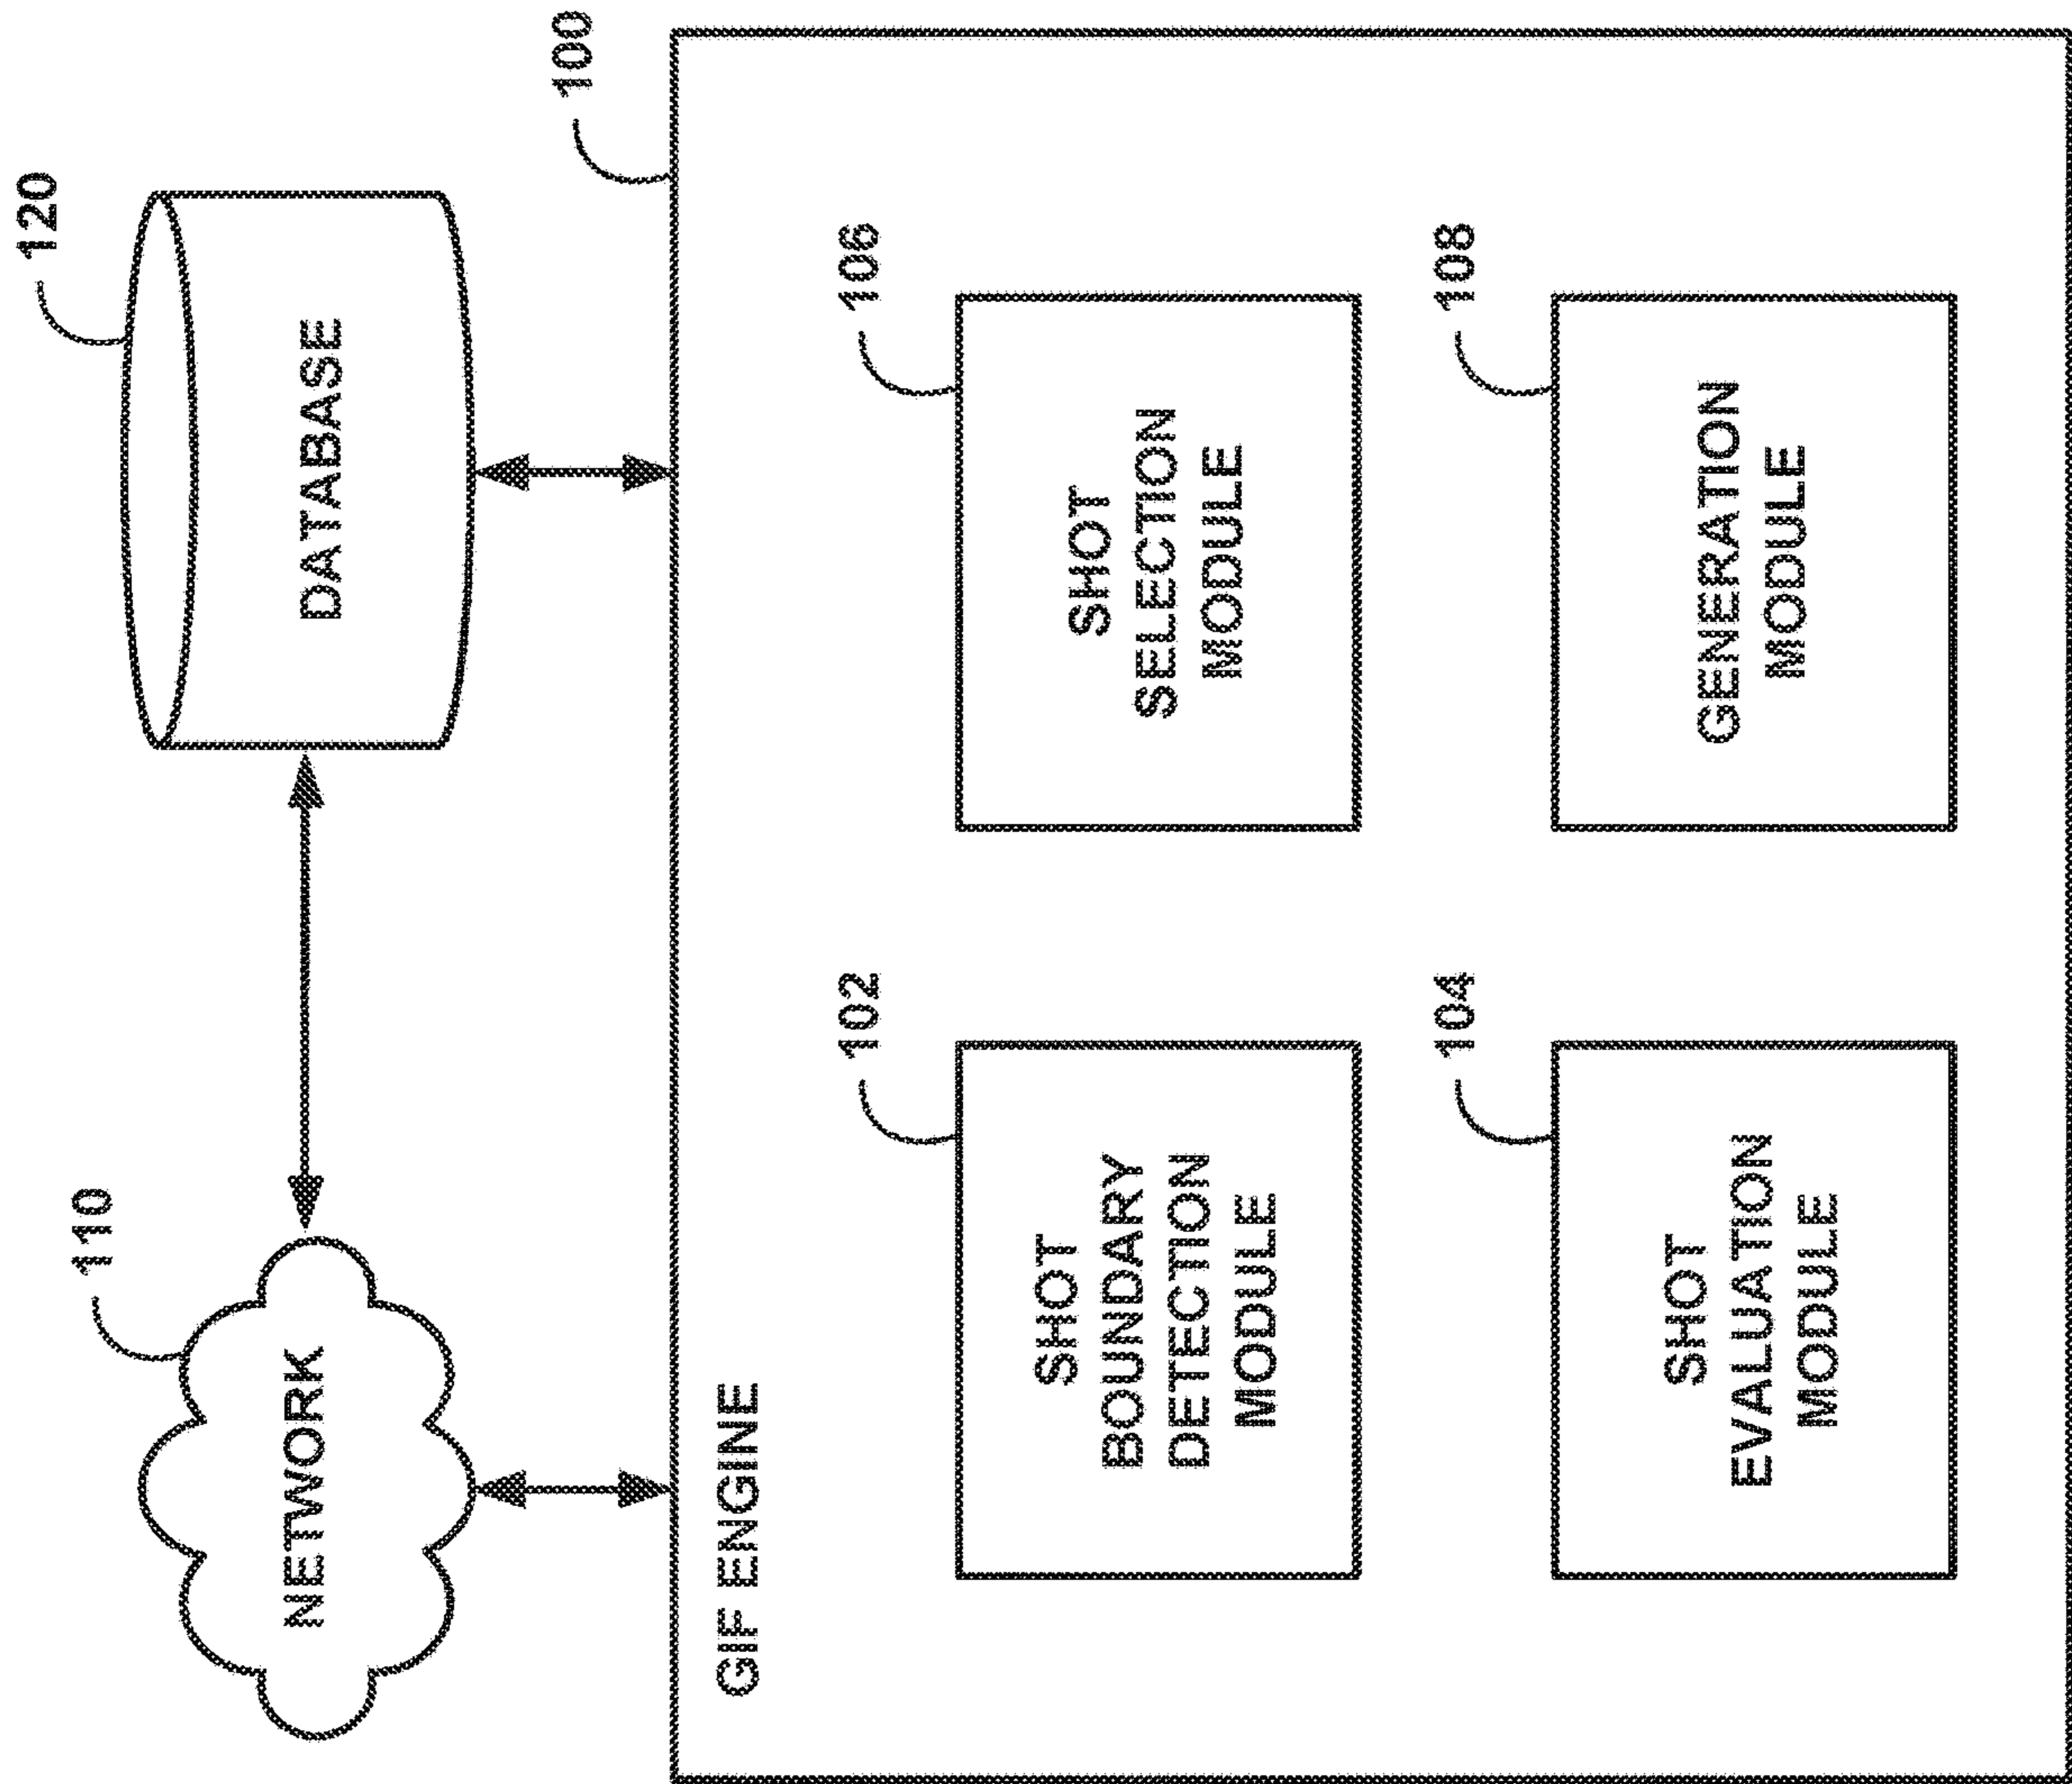 110
NETWORK
120
DATABASE
100
GIF ENGINE
102
SHOT
BOUNDARY
DETECTION
MODULE
106
SHOT
SELECTION
MODULE
104
SHOT
EVALUATION
MODULE
108
GENERATION
MODULE